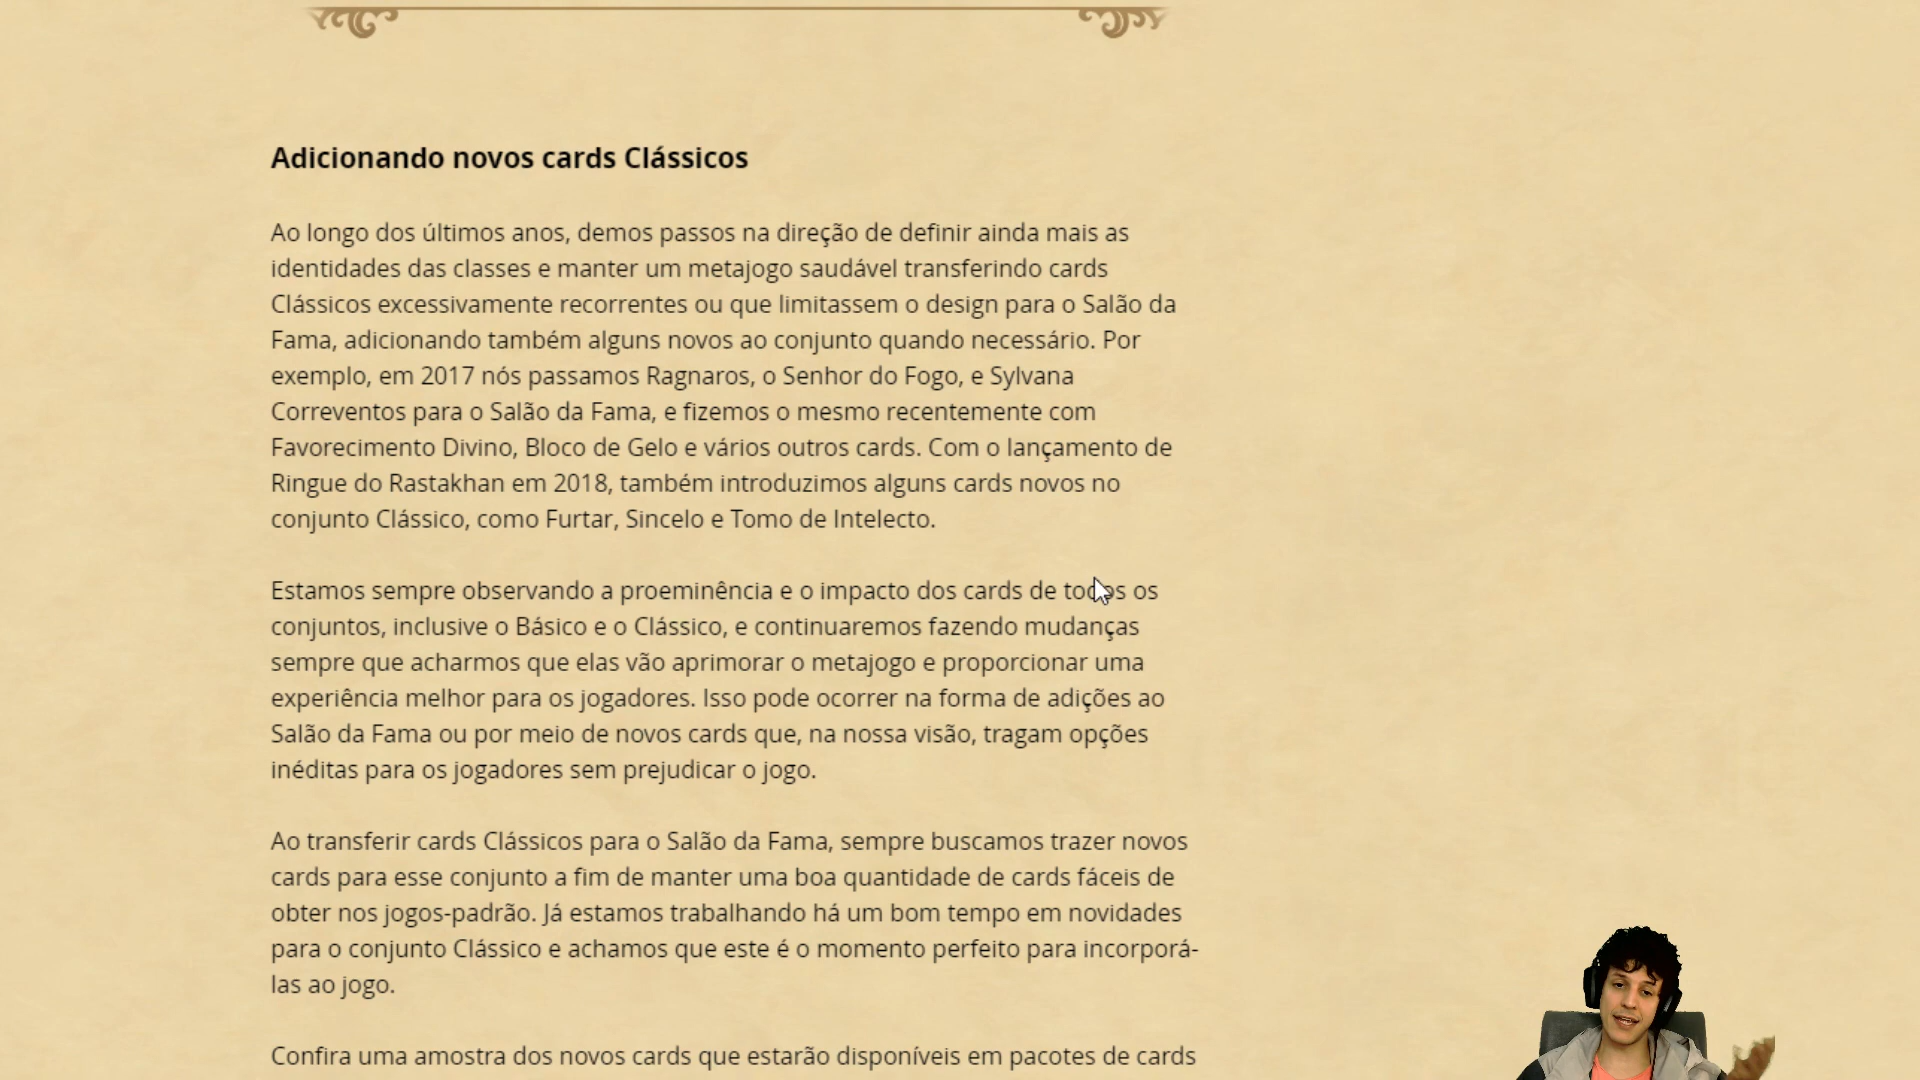 Adicionando novos cards Clássicos
Ao longo dos últimos anos, demos passos na direção de definir ainda mais as
identidades das classes e manter um metajogo saudável transferindo cards
Clássicos excessivamente recorrentes ou que limitassem o design para o Salão da
Fama, adicionando também alguns novos ao conjunto quando necessário. Por
exemplo, em 2017 nós passamos Ragnaros, o Senhor do Fogo, e Sylvana
Correventos para o Salão da Fama, e fizemos o mesmo recentemente com
Favorecimento Divino, Bloco de Gelo e vários outros cards. Com o lançamento de
Ringue do Rastakhan em 2018, também introduzimos alguns cards novos no
conjunto Clássico, como Furtar, Sincelo e Tomo de Intelecto.
Estamos sempre observando a proeminência e o impacto dos cards de todos os
conjuntos, inclusive o Básico e o Clássico, e continuaremos fazendo mudanças
sempre que acharmos que elas vão aprimorar o metajogo e proporcionar uma
experiência melhor para os jogadores. Isso pode ocorrer na forma de adições ao
Salão da Fama ou por meio de novos cards que, na nossa visão, tragam opções
inéditas para os jogadores sem prejudicar o jogo.
Ao transferir cards Clássicos para o Salão da Fama, sempre buscamos trazer novos
cards para esse conjunto a fim de manter uma boa quantidade de cards fáceis de
obter nos jogos-padrão. Já estamos trabalhando há um bom tempo em novidades
para o conjunto Clássico e achamos que este é o momento perfeito para incorporá-
las ao jogo.
Confira uma amostra dos novos cards que estarão disponíveis em pacotes de cards